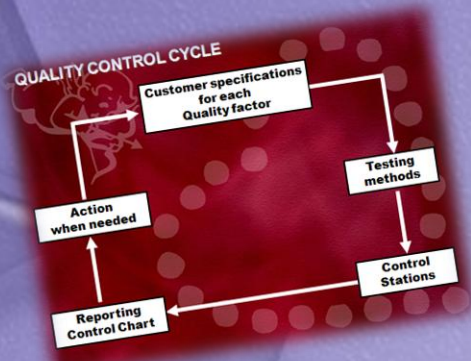 QUALITY CONTROL CYCLE
Customer specifications
for each
Quality factor
Testing
methods
Control
Stations
Reporting
Control Chart
Action
when needed